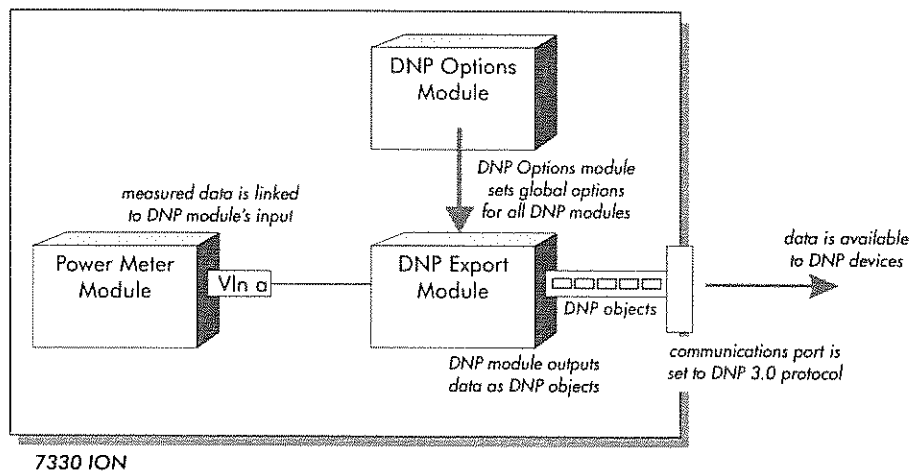 DNP Options
Module
DNP Options module
sets global options
for all DNP modules
measured data is linked
to DNP module's input
Power Meter
Module
Vln a
DNP Export
Module
DNP objects
data is available
to DNP devices
DNP module outputs
data as DNP objects
communications port is
set to DNP 3.0 protocol
7330 ION